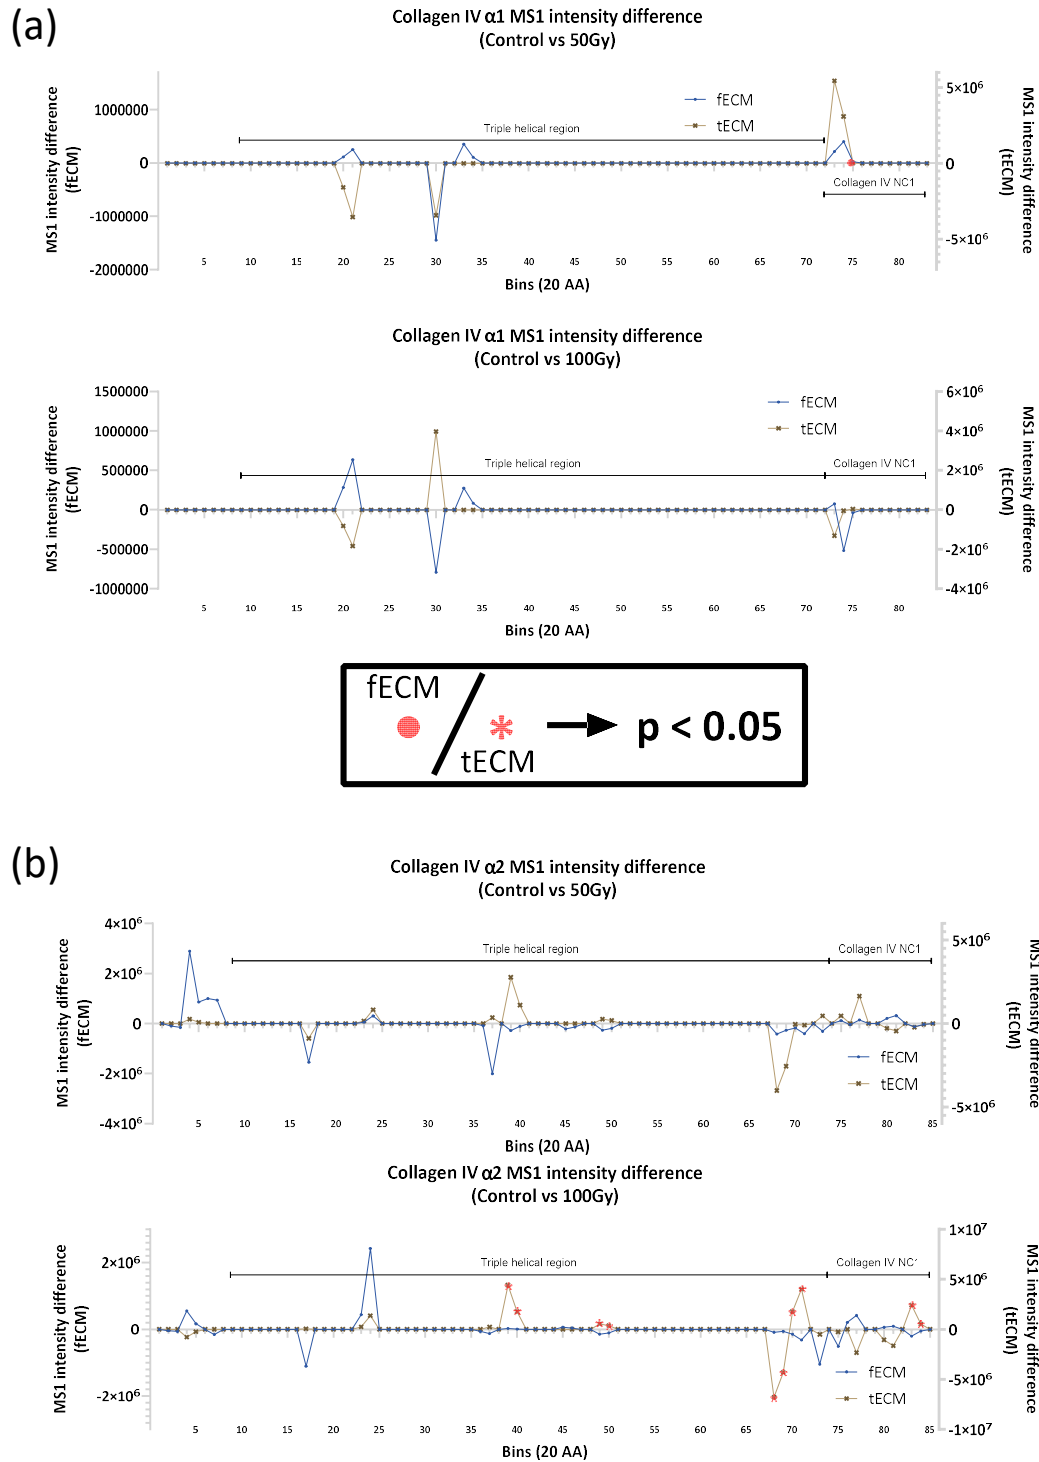 (a)
Collagen IV α1 MS1 intensity difference
(Control vs 50Gy)
MS1 intensity difference
(fECM)
1000000
0
-1000000
-2000000
fECM
tECM
Triple helical region
Collagen IV NC1
5×10⁶
0
-5×10⁶
MS1 intensity difference
(tECM)
5 10 15 20 25 30 35 40 45 50 55 60 65 70 75 80
Bins (20 AA)
Collagen IV α1 MS1 intensity difference
(Control vs 100Gy)
MS1 intensity difference
(fECM)
1500000
1000000
500000
0
-500000
-1000000
fECM
tECM
Triple helical region
Collagen IV NC1
6×10⁶
4×10⁶
2×10⁶
0
-2×10⁶
-4×10⁶
MS1 intensity difference
(tECM)
5 10 15 20 25 30 35 40 45 50 55 60 65 70 75 80
Bins (20 AA)
fECM
tECM
p < 0.05
(b)
Collagen IV α2 MS1 intensity difference
(Control vs 50Gy)
MS1 intensity difference
(fECM)
4×10⁶
2×10⁶
0
-2×10⁶
-4×10⁶
Triple helical region
Collagen IV NC1
fECM
tECM
5×10⁶
0
-5×10⁶
MS1 intensity difference
(tECM)
5 10 15 20 25 30 35 40 45 50 55 60 65 70 75 80 85
Bins (20 AA)
Collagen IV α2 MS1 intensity difference
(Control vs 100Gy)
MS1 intensity difference
(fECM)
2×10⁶
0
-2×10⁶
Triple helical region
Collagen IV NC1
fECM
tECM
1×10⁷
5×10⁶
0
-5×10⁶
-1×10⁷
MS1 intensity difference
(tECM)
5 10 15 20 25 30 35 40 45 50 55 60 65 70 75 80 85
Bins (20 AA)